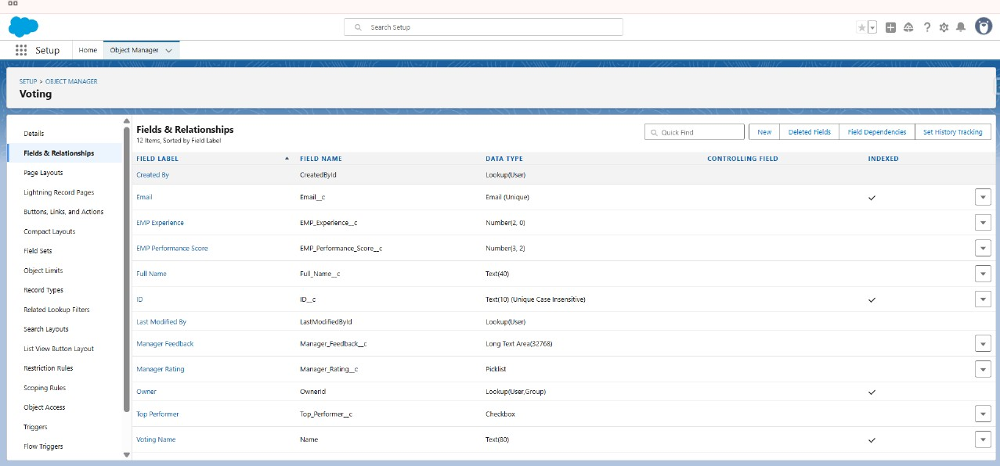 Search Setup
Setup
Home
Object Manager
SETUP > OBJECT MANAGER
Voting
Details
Fields & Relationships
Page Layouts
Lightning Record Pages
Buttons, Links, and Actions
Compact Layouts
Field Sets
Object Limits
Record Types
Related Lookup Filters
Search Layouts
List View Button Layout
Restriction Rules
Scoping Rules
Object Access
Triggers
Flow Triggers
Fields & Relationships
12 Items, Sorted by Field Label
Quick Find
New
Deleted Fields
Field Dependencies
Set History Tracking
FIELD LABEL FIELD NAME DATA TYPE CONTROLLING FIELD INDEXED
Created By CreatedById Lookup(User)
Email Email__c Email (Unique)
EMP Experience EMP_Experience__c Number(2, 0)
EMP Performance Score EMP_Performance_Score__c Number(3, 2)
Full Name Full_Name__c Text(40)
ID ID__c Text(10) (Unique Case Insensitive)
Last Modified By LastModifiedById Lookup(User)
Manager Feedback Manager_Feedback__c Long Text Area(32768)
Manager Rating Manager_Rating__c Picklist
Owner OwnerId Lookup(User,Group)
Top Performer Top_Performer__c Checkbox
Voting Name Name Text(80)